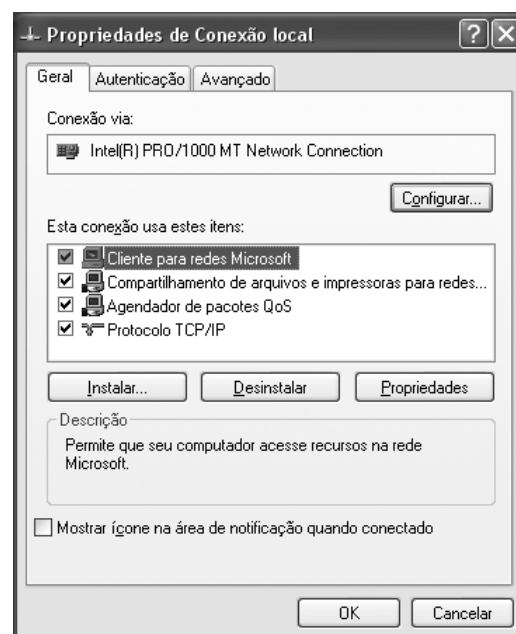 Propriedades de Conexão local
Geral Autenticação Avançado
Conexão via:
Intel(R) PRO/1000 MT Network Connection
Configurar...
Esta conexão usa estes itens:
Cliente para redes Microsoft
Compartilhamento de arquivos e impressoras para redes...
Agendador de pacotes QoS
Protocolo TCP/IP
Instalar... Desinstalar Propriedades
Descrição
Permite que seu computador acesse recursos na rede
Microsoft.
Mostrar ícone na área de notificação quando conectado
OK Cancelar